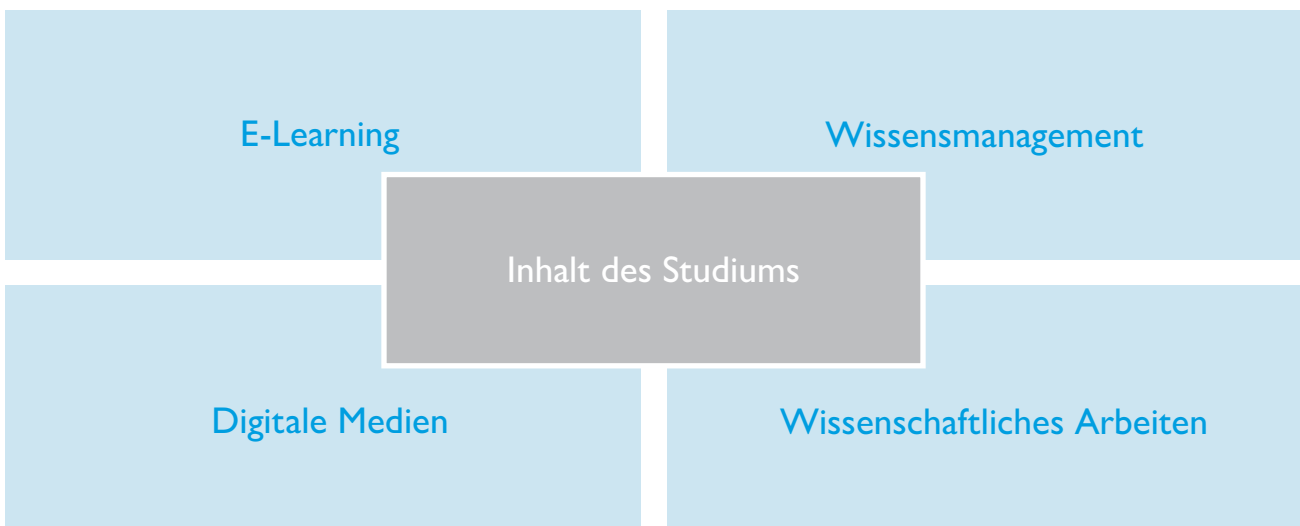 E-Learning
Wissensmanagement
Inhalt des Studiums
Digitale Medien
Wissenschaftliches Arbeiten